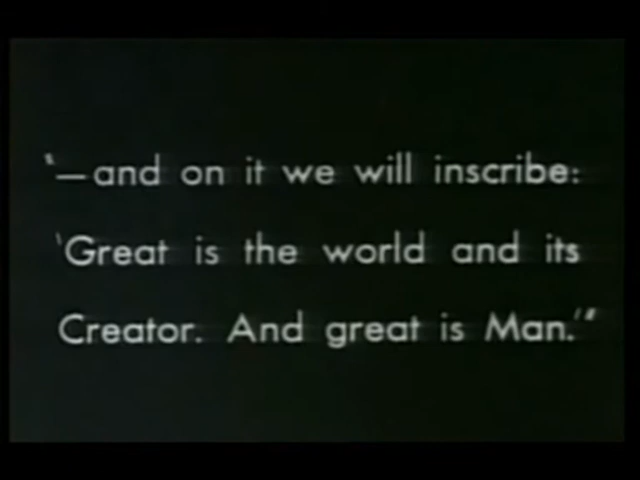 "—and on it we will inscribe:
'Great is the world and its
Creator. And great is Man.'"